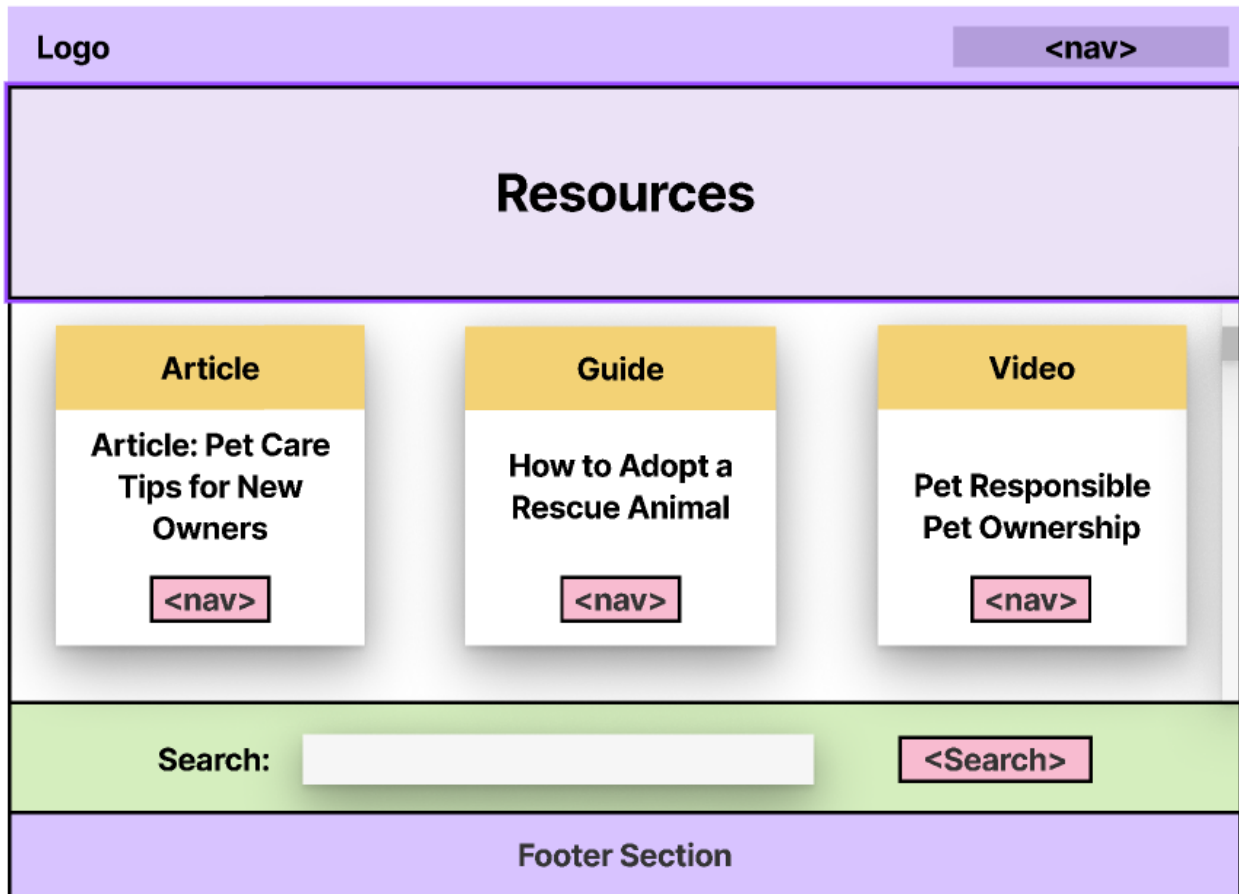 Logo
<nav>
Resources
Article
Article: Pet Care
Tips for New
Owners
<nav>
Guide
How to Adopt a
Rescue Animal
<nav>
Video
Pet Responsible
Pet Ownership
<nav>
Search:
<Search>
Footer Section